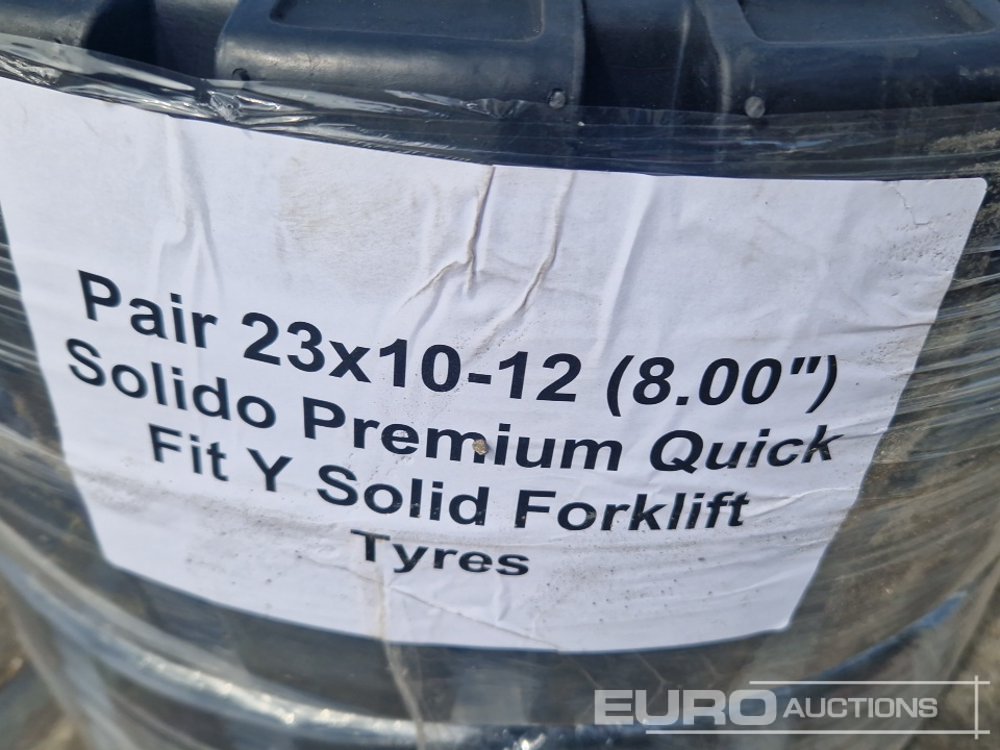 Pair 23x10-12 (8.00")
Solido Premium Quick
Fit Y Solid Forklift
Tyres
EURO AUCTIONS